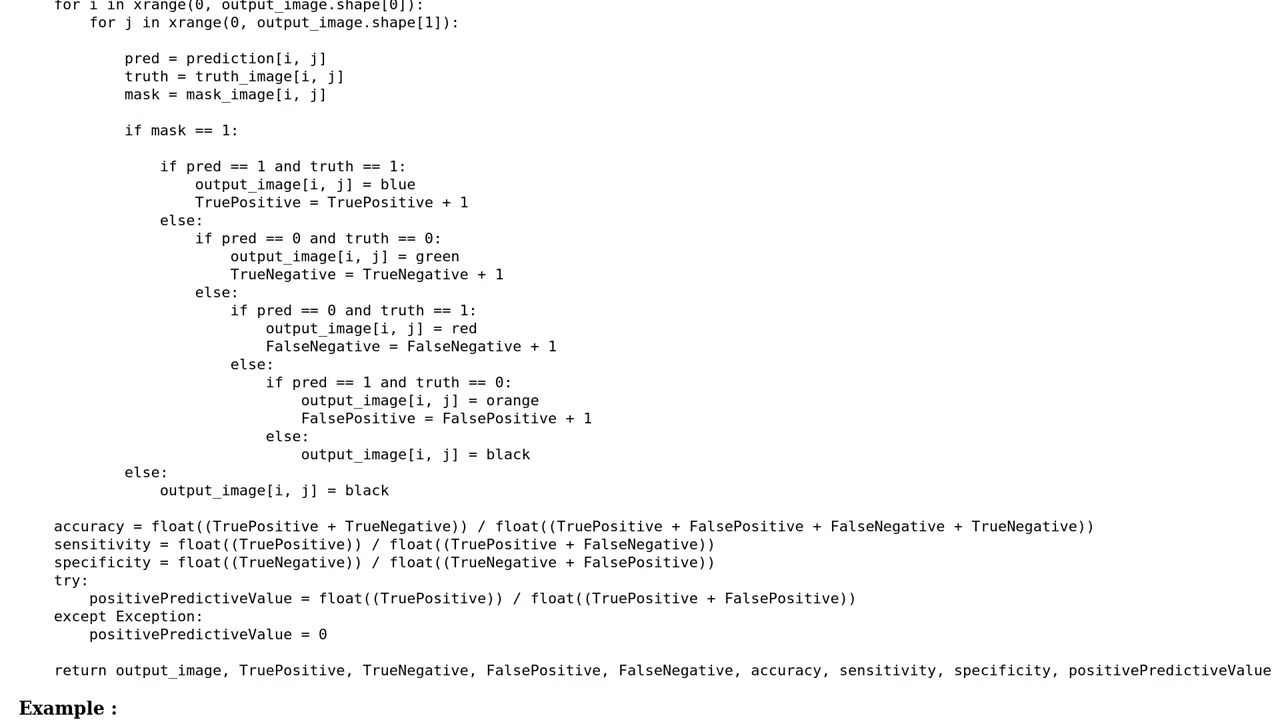 for i in xrange(0, output_image.shape[0]):
for j in xrange(0, output_image.shape[1]):
pred = prediction[i, j]
truth = truth_image[i, j]
mask = mask_image[i, j]
if mask == 1:
if pred == 1 and truth == 1:
output_image[i, j] = blue
TruePositive = TruePositive + 1
else:
if pred == 0 and truth == 0:
output_image[i, j] = green
TrueNegative = TrueNegative + 1
else:
if pred == 0 and truth == 1:
output_image[i, j] = red
FalseNegative = FalseNegative + 1
else:
if pred == 1 and truth == 0:
output_image[i, j] = orange
FalsePositive = FalsePositive + 1
else:
output_image[i, j] = black
else:
output_image[i, j] = black
accuracy = float((TruePositive + TrueNegative)) / float((TruePositive + FalsePositive + FalseNegative + TrueNegative))
sensitivity = float((TruePositive)) / float((TruePositive + FalseNegative))
specificity = float((TrueNegative)) / float((TrueNegative + FalsePositive))
try:
positivePredictiveValue = float((TruePositive)) / float((TruePositive + FalsePositive))
except Exception:
positivePredictiveValue = 0
return output_image, TruePositive, TrueNegative, FalsePositive, FalseNegative, accuracy, sensitivity, specificity, positivePredictiveValue
Example :